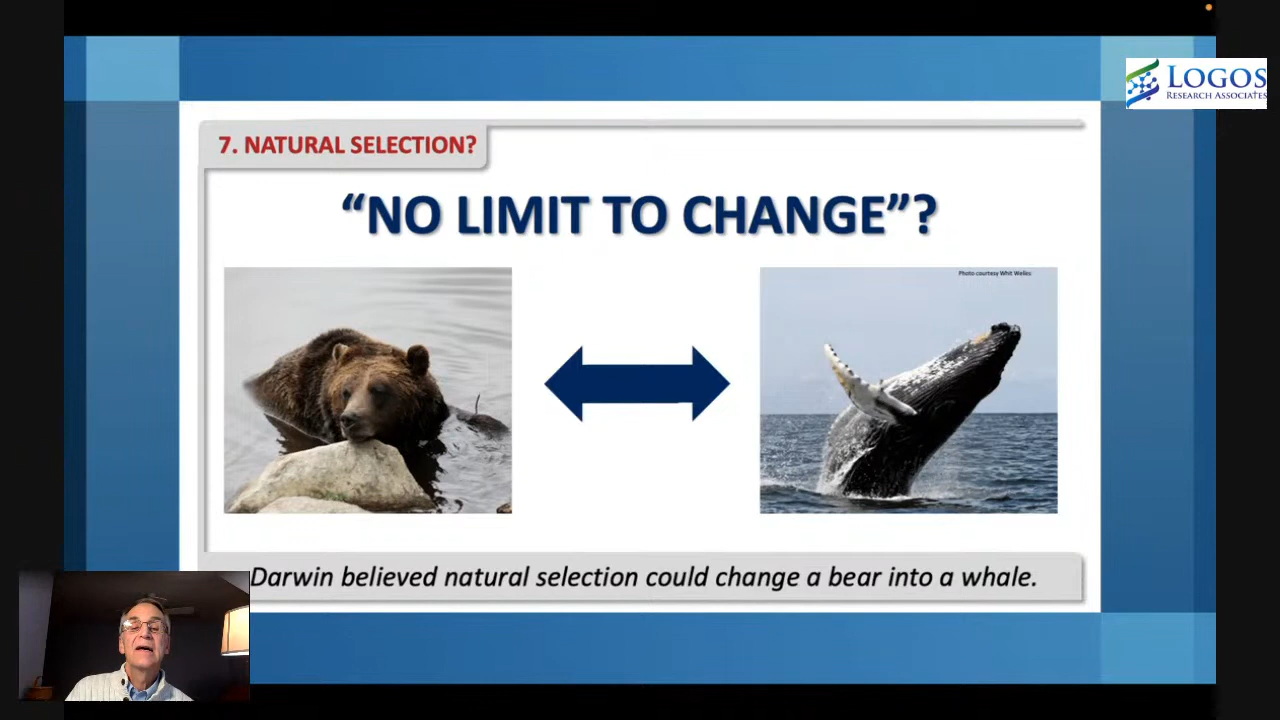 LOGOS
RESEARCH ASSOCIATES
7. NATURAL SELECTION?
“NO LIMIT TO CHANGE”?
Photo courtesy Whit Welles
Darwin believed natural selection could change a bear into a whale.